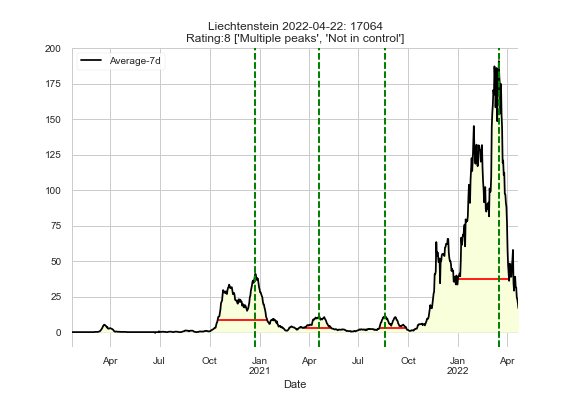 Liechtenstein 2022-04-22: 17064
Rating:8 ['Multiple peaks', 'Not in control']
Average-7d
200
175
150
125
100
75
50
25
0
Apr Jul Oct Jan Apr Jul Oct Jan Apr
2021 2022
Date